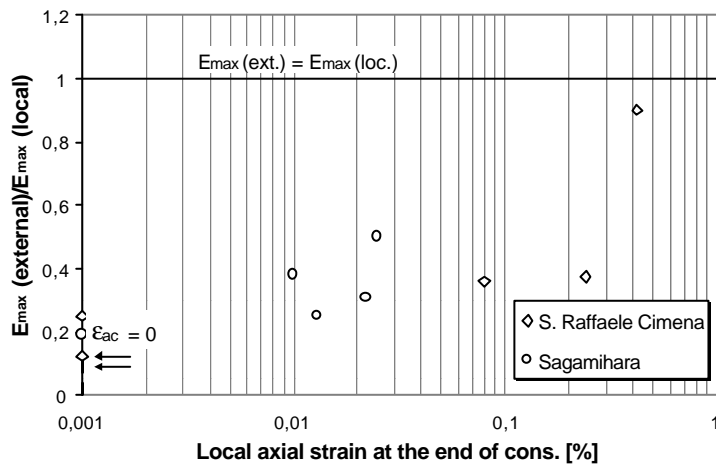 1,2
Emax (ext.) = Emax (loc.)
1
0,8
0,6
0,4
0,2
0
εac = 0
S. Raffaele Cimena
Sagamihara
0,001
0,01
0,1
1
Emax (external)/Emax (local)
Local axial strain at the end of cons. [%]